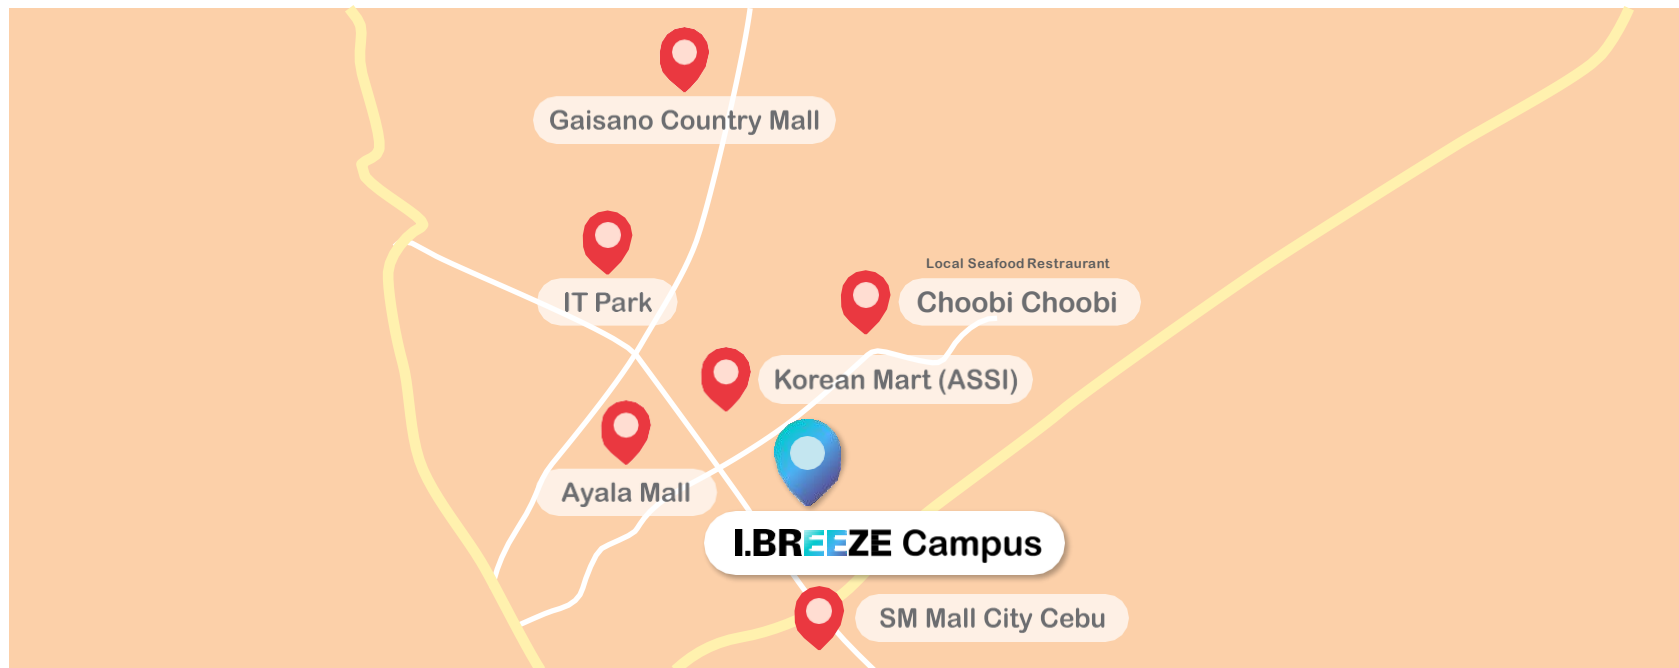 Gaisano Country Mall
IT Park
Local Seafood Restraurant
Choobi Choobi
Korean Mart (ASSI)
Ayala Mall
I.BREEZE Campus
SM Mall City Cebu